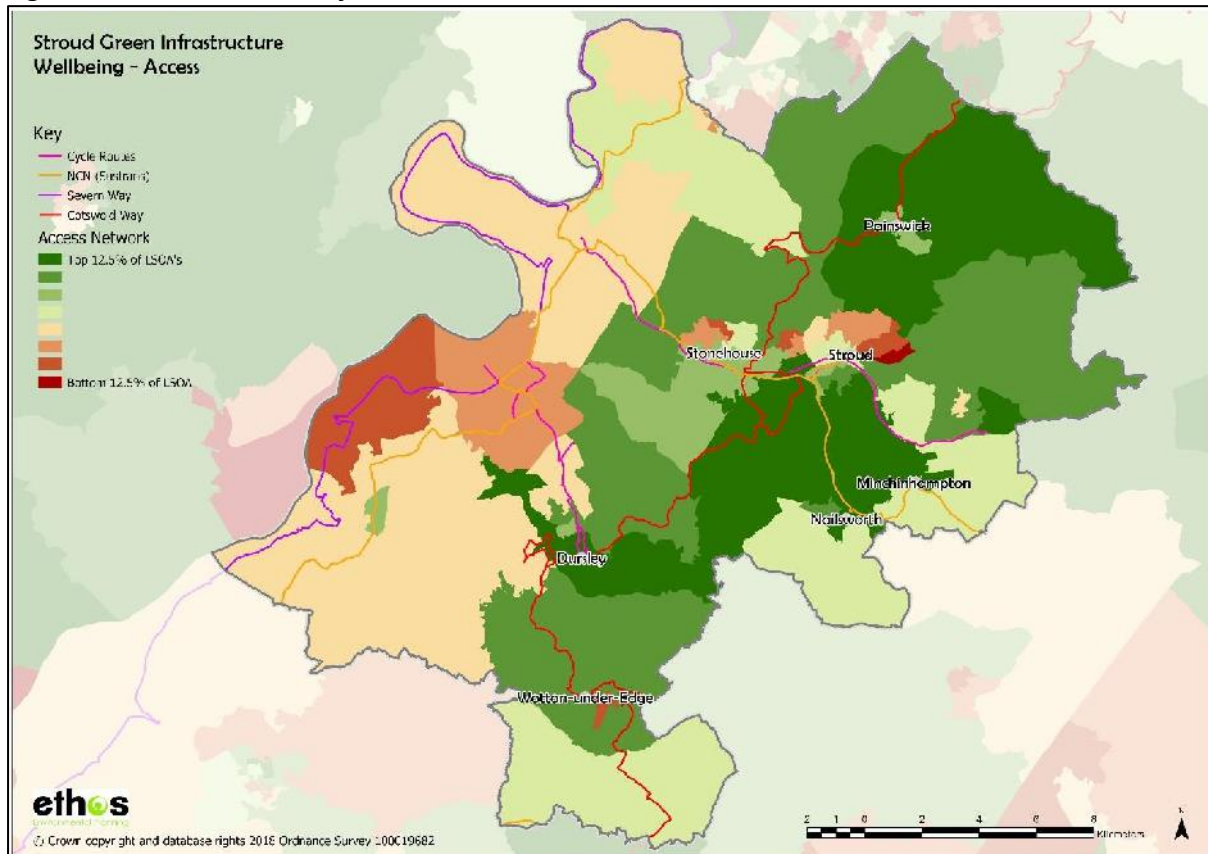 Stroud Green Infrastructure
Wellbeing - Access
Key
Cycle Routes
NCN (Sustrans)
Severn Way
Cotswold Way
Access Network
Top 12.5% of LSOA's
Bottom 12.5% of LSOA
Painswick
Stonehouse
Stroud
Minchinhampton
Nailsworth
Dursley
Wotton-under-Edge
ethos
Environmental Planning
© Crown copyright and database rights 2018 Ordnance Survey 100019682
2 1 0 2 4 6 8
Kilometers